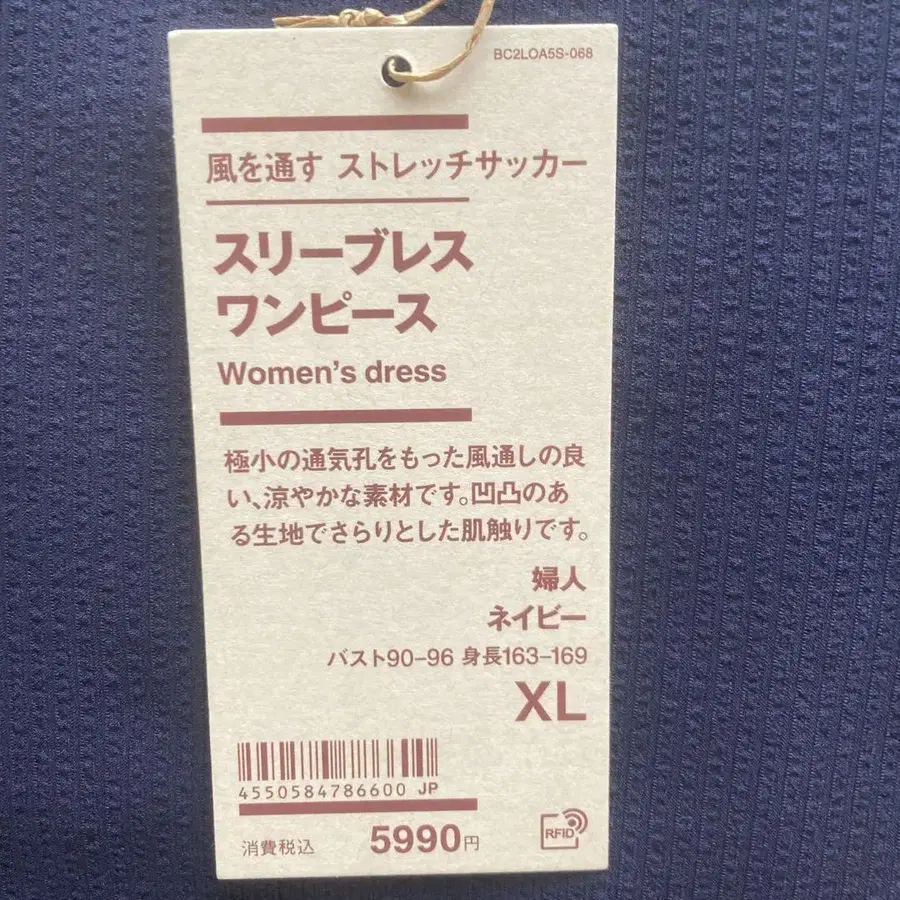 BC2LOA5S-068
風を通す ストレッチサッカー
スリーブレス
ワンピース
Women's dress
極小の通気孔をもった風通しの良
い、涼やかな素材です。凹凸のあ
る生地でさらりとした肌触りです。
婦人
ネイビー
バスト90-96 身長163-169
XL
4550584786600 JP
消費税込 5990円
RFID